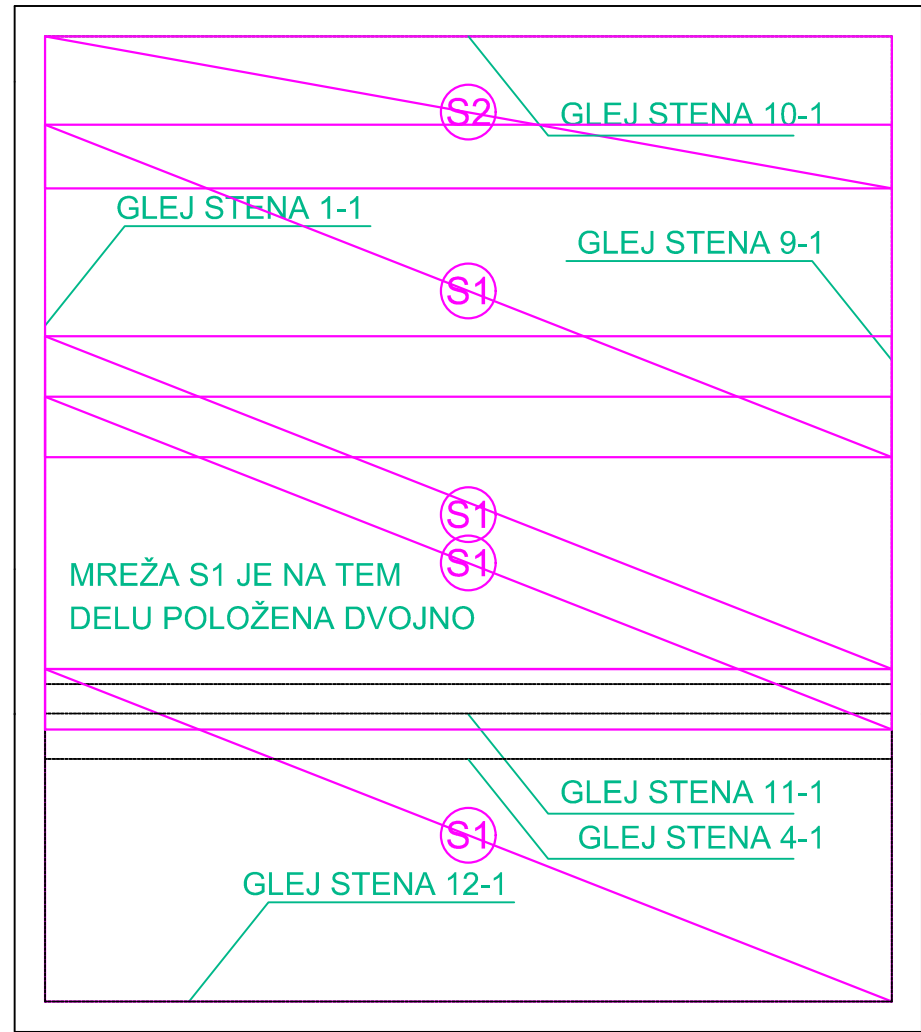 S2
GLEJ STENA 10-1
GLEJ STENA 1-1
GLEJ STENA 9-1
S1
S1
S1
MREŽA S1 JE NA TEM
DELU POLOŽENA DVOJNO
GLEJ STENA 11-1
S1
GLEJ STENA 4-1
GLEJ STENA 12-1